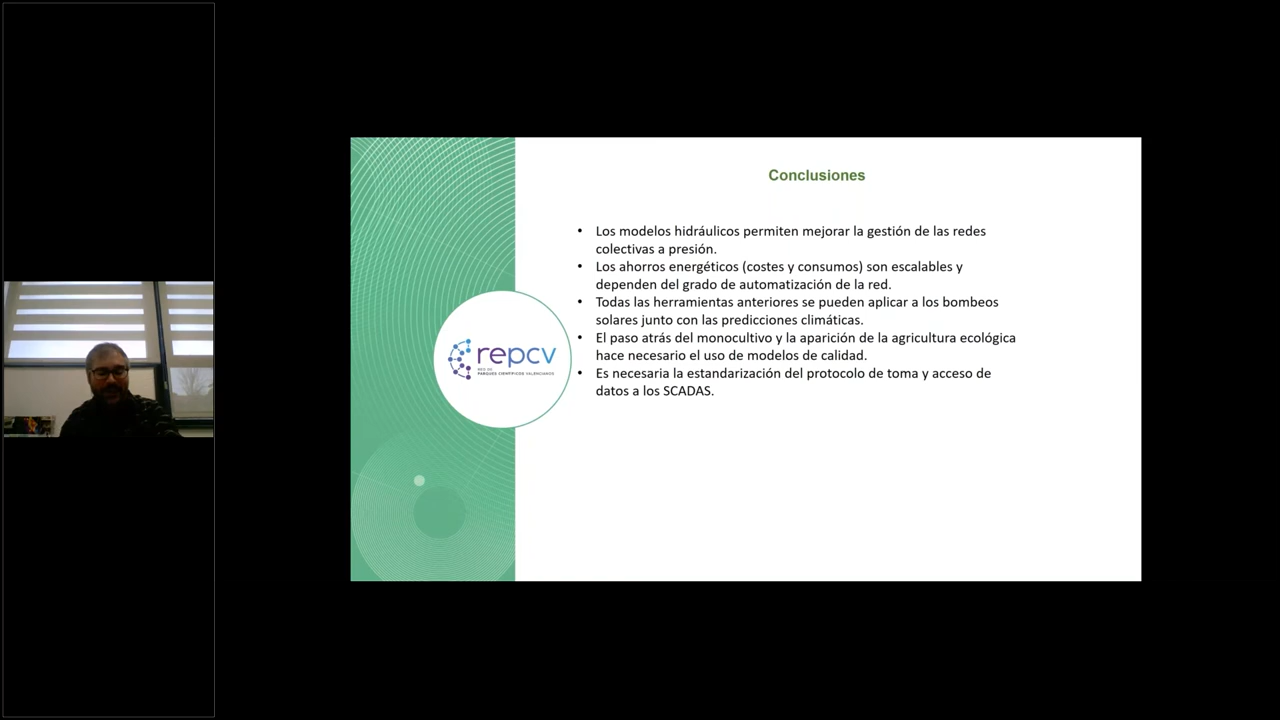 Conclusiones
• Los modelos hidráulicos permiten mejorar la gestión de las redes
colectivas a presión.
• Los ahorros energéticos (costes y consumos) son escalables y
dependen del grado de automatización de la red.
• Todas las herramientas anteriores se pueden aplicar a los bombeos
solares junto con las predicciones climáticas.
• El paso atrás del monocultivo y la aparición de la agricultura ecológica
hace necesario el uso de modelos de calidad.
• Es necesaria la estandarización del protocolo de toma y acceso de
datos a los SCADAS.
repcv
RED DE
PARQUES CIENTÍFICOS VALENCIANOS